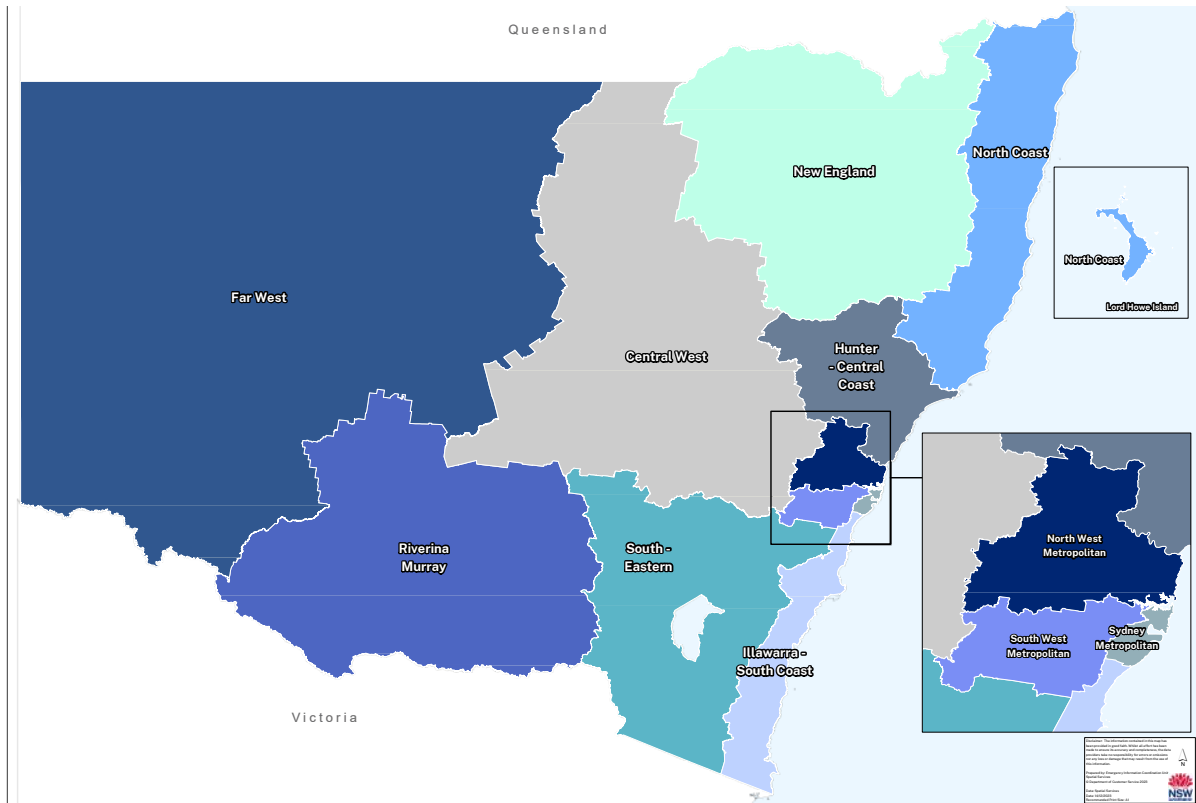 Queensland
New England
North Coast
Far West
North Coast
Lord Howe Island
Central West
Hunter
- Central
Coast
North West
Metropolitan
Riverina
Murray
South -
Eastern
Sydney
Metropolitan
South West
Metropolitan
Illawarra -
South Coast
Victoria
N
NSW